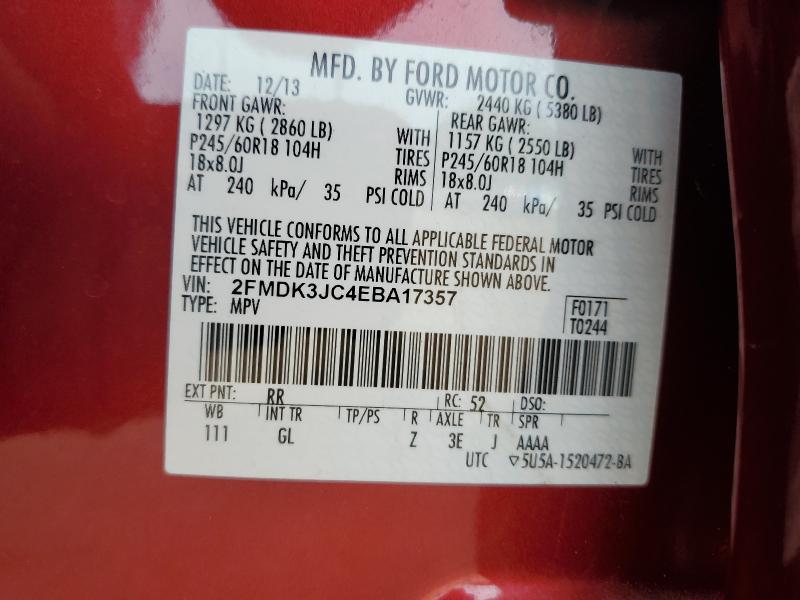 MFD. BY FORD MOTOR CO.
DATE: 12/13 GVWR: 2440 KG ( 5380 LB)
FRONT GAWR: REAR GAWR:
1297 KG ( 2860 LB) WITH 1157 KG ( 2550 LB) WITH
P245/60R18 104H TIRES P245/60R18 104H TIRES
18x8.0J RIMS 18x8.0J RIMS
AT 240 kPa/ 35 PSI COLD AT 240 kPa/ 35 PSI COLD
THIS VEHICLE CONFORMS TO ALL APPLICABLE FEDERAL MOTOR
VEHICLE SAFETY AND THEFT PREVENTION STANDARDS IN
EFFECT ON THE DATE OF MANUFACTURE SHOWN ABOVE.
VIN: 2FMDK3JC4EBA17357
TYPE: MPV F0171
T0244
EXT PNT: RR RC: 52 DSO:
WB INT TR TP/PS R AXLE TR SPR
111 GL Z 3E J AAAA
UTC ▽5U5A-1520472-BA